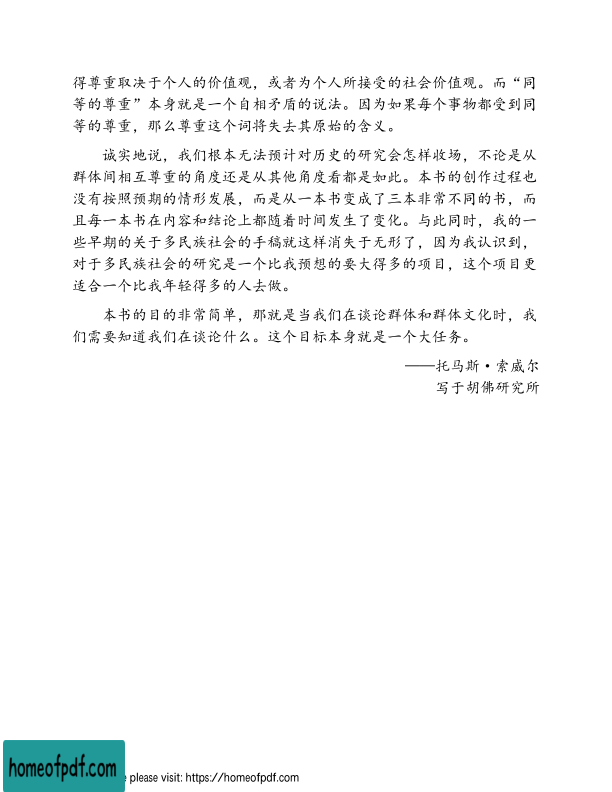 得尊重取决于个人的价值观，或者为个人所接受的社会价值观。而“同
等的尊重”本身就是一个自相矛盾的说法。因为如果每个事物都受到同
等的尊重，那么尊重这个词将失去其原始的含义。
诚实地说，我们根本无法预计对历史的研究会怎样收场，不论是从
群体间相互尊重的角度还是从其他角度看都是如此。本书的创作过程也
没有按照预期的情形发展，而是从一本书变成了三本非常不同的书，而
且每一本书在内容和结论上都随着时间发生了变化。与此同时，我的一
些早期的关于多民族社会的手稿就这样消失于无形了，因为我认识到，
对于多民族社会的研究是一个比我预想的要大得多的项目，这个项目更
适合一个比我年轻得多的人去做。
本书的目的非常简单，那就是当我们在谈论群体和群体文化时，我
们需要知道我们在谈论什么。这个目标本身就是一个大任务。
——托马斯·索威尔
写于胡佛研究所
homeofpdf.com
e please visit: https://homeofpdf.com